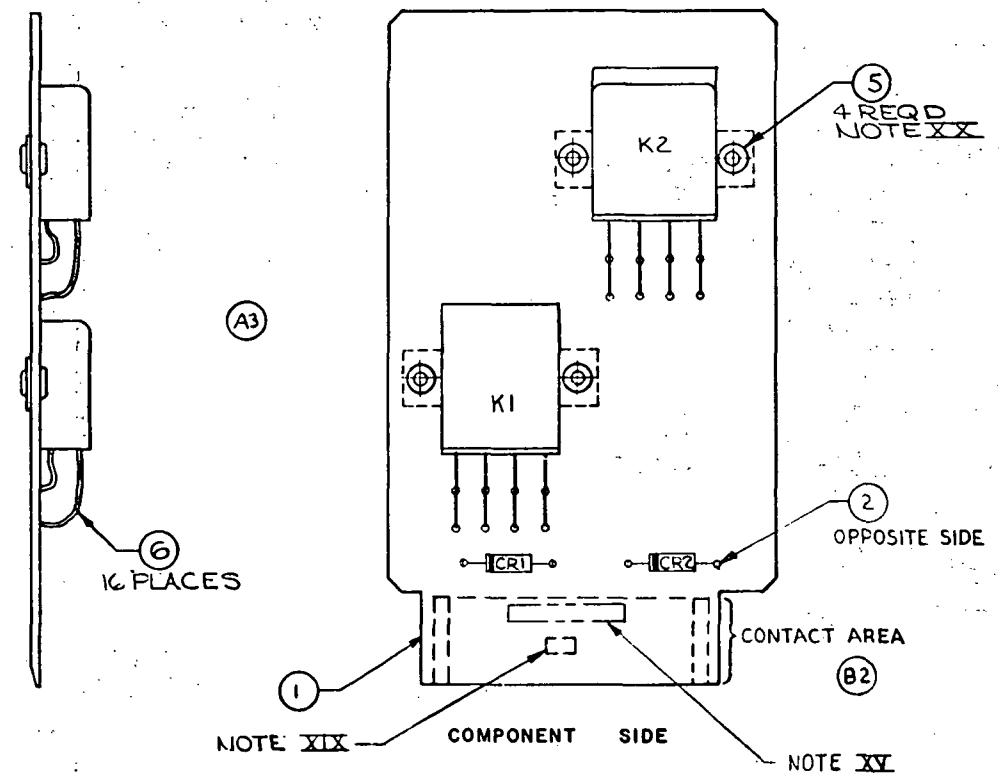 5
4 REQD
NOTE XX
K2
A3
K1
2
OPPOSITE SIDE
6
16 PLACES
CR1
CR2
CONTACT AREA
B2
1
NOTE XIX
COMPONENT SIDE
NOTE XV